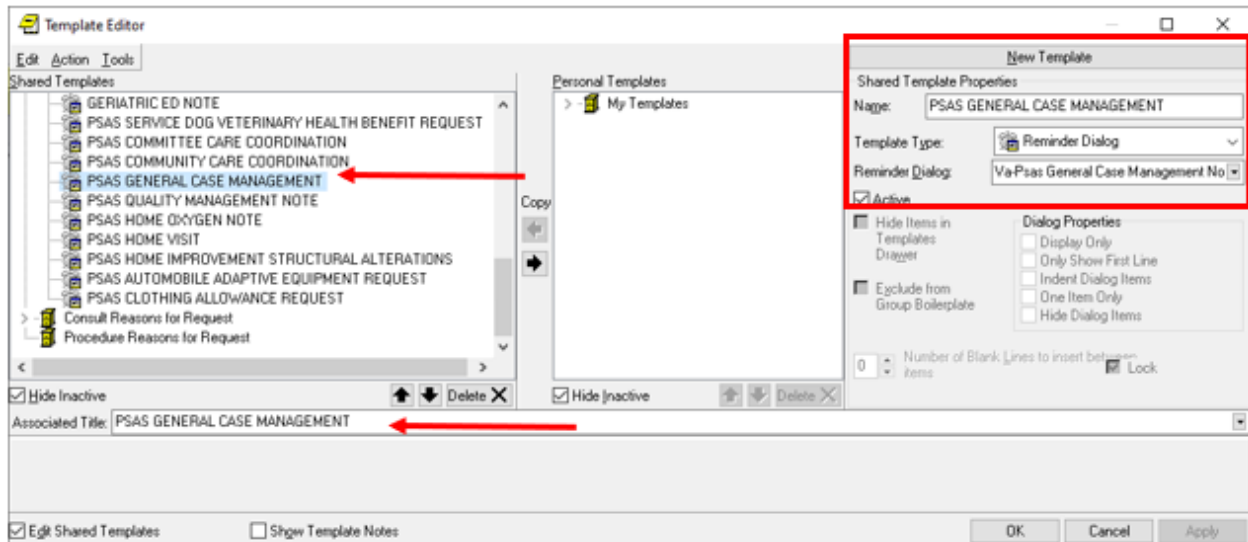 Template Editor
Edit Action Tools
New Template
Shared Templates
GERIATRIC ED NOTE
PSAS SERVICE DOG VETERINARY HEALTH BENEFIT REQUEST
PSAS COMMITTEE CARE COORDINATION
PSAS COMMUNITY CARE COORDINATION
PSAS GENERAL CASE MANAGEMENT
PSAS QUALITY MANAGEMENT NOTE
PSAS HOME OXYGEN NOTE
PSAS HOME VISIT
PSAS HOME IMPROVEMENT STRUCTURAL ALTERATIONS
PSAS AUTOMOBILE ADAPTIVE EQUIPMENT REQUEST
PSAS CLOTHING ALLOWANCE REQUEST
Consult Reasons for Request
Procedure Reasons for Request
Hide Inactive
Delete
Copy
Personal Templates
My Templates
Hide Inactive
Delete
Shared Template Properties
Name: PSAS GENERAL CASE MANAGEMENT
Template Type: Reminder Dialog
Reminder Dialog: Va-Psas General Case Management No
Active
Hide Items in
Templates
Drawer
Exclude from
Group Boilerplate
Dialog Properties
Display Only
Only Show First Line
Indent Dialog Items
One Item Only
Hide Dialog Items
0 Number of Blank Lines to insert between
items
Lock
Associated Title: PSAS GENERAL CASE MANAGEMENT
Edit Shared Templates
Show Template Notes
OK Cancel Apply